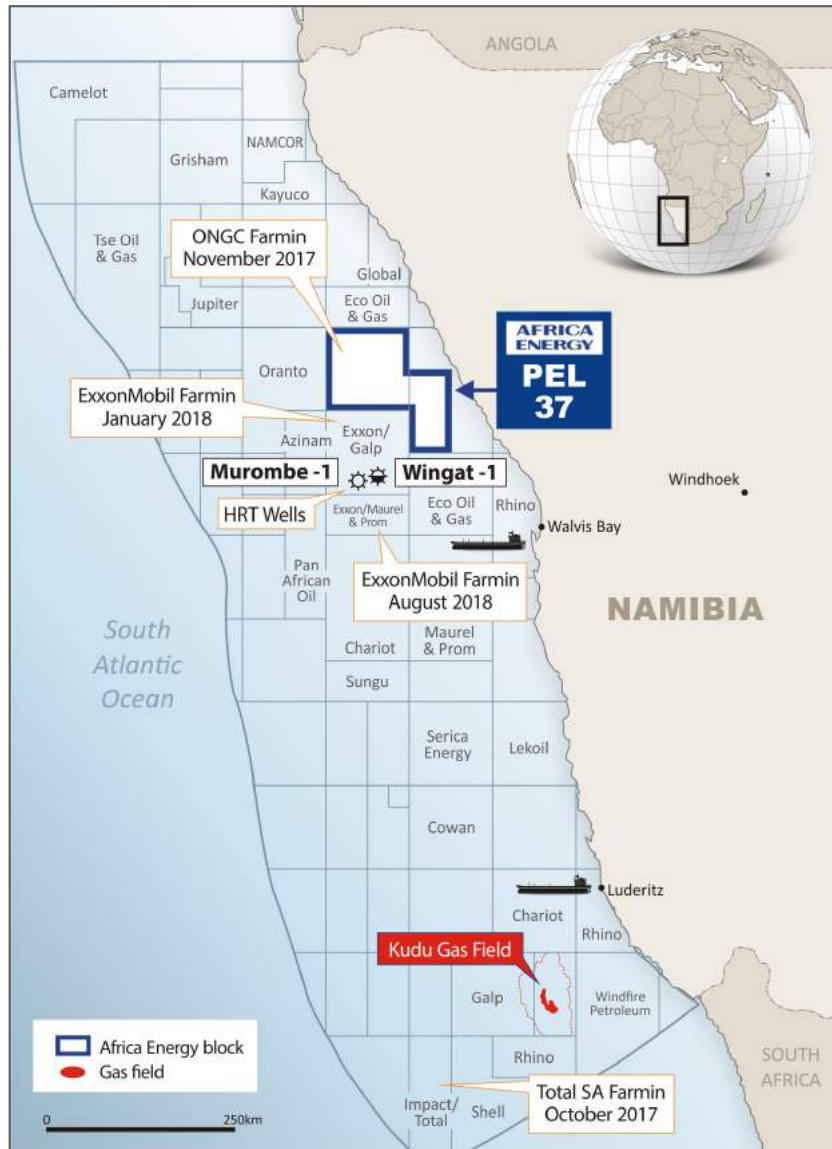 ANGOLA
Camelot
NAMCOR
Grisham
Kayuco
ONGC Farmin
November 2017
Tse Oil
& Gas
Global
Jupiter
Eco Oil
& Gas
AFRICA
ENERGY
PEL
37
Oranto
ExxonMobil Farmin
January 2018
Azinam
Exxon/
Galp
Murombe -1
Wingat -1
Windhoek
HRT Wells
Exxon/Maurel
& Prom
Eco Oil
& Gas
Rhino
Walvis Bay
Pan
African
Oil
ExxonMobil Farmin
August 2018
NAMIBIA
South
Atlantic
Ocean
Chariot
Maurel
& Prom
Sungu
Serica
Energy
Lekoil
Cowan
Luderitz
Chariot
Rhino
Kudu Gas Field
Galp
Windfire
Petroleum
Africa Energy block
Gas field
0
250km
Rhino
SOUTH
AFRICA
Impact/
Total
Shell
Total SA Farmin
October 2017